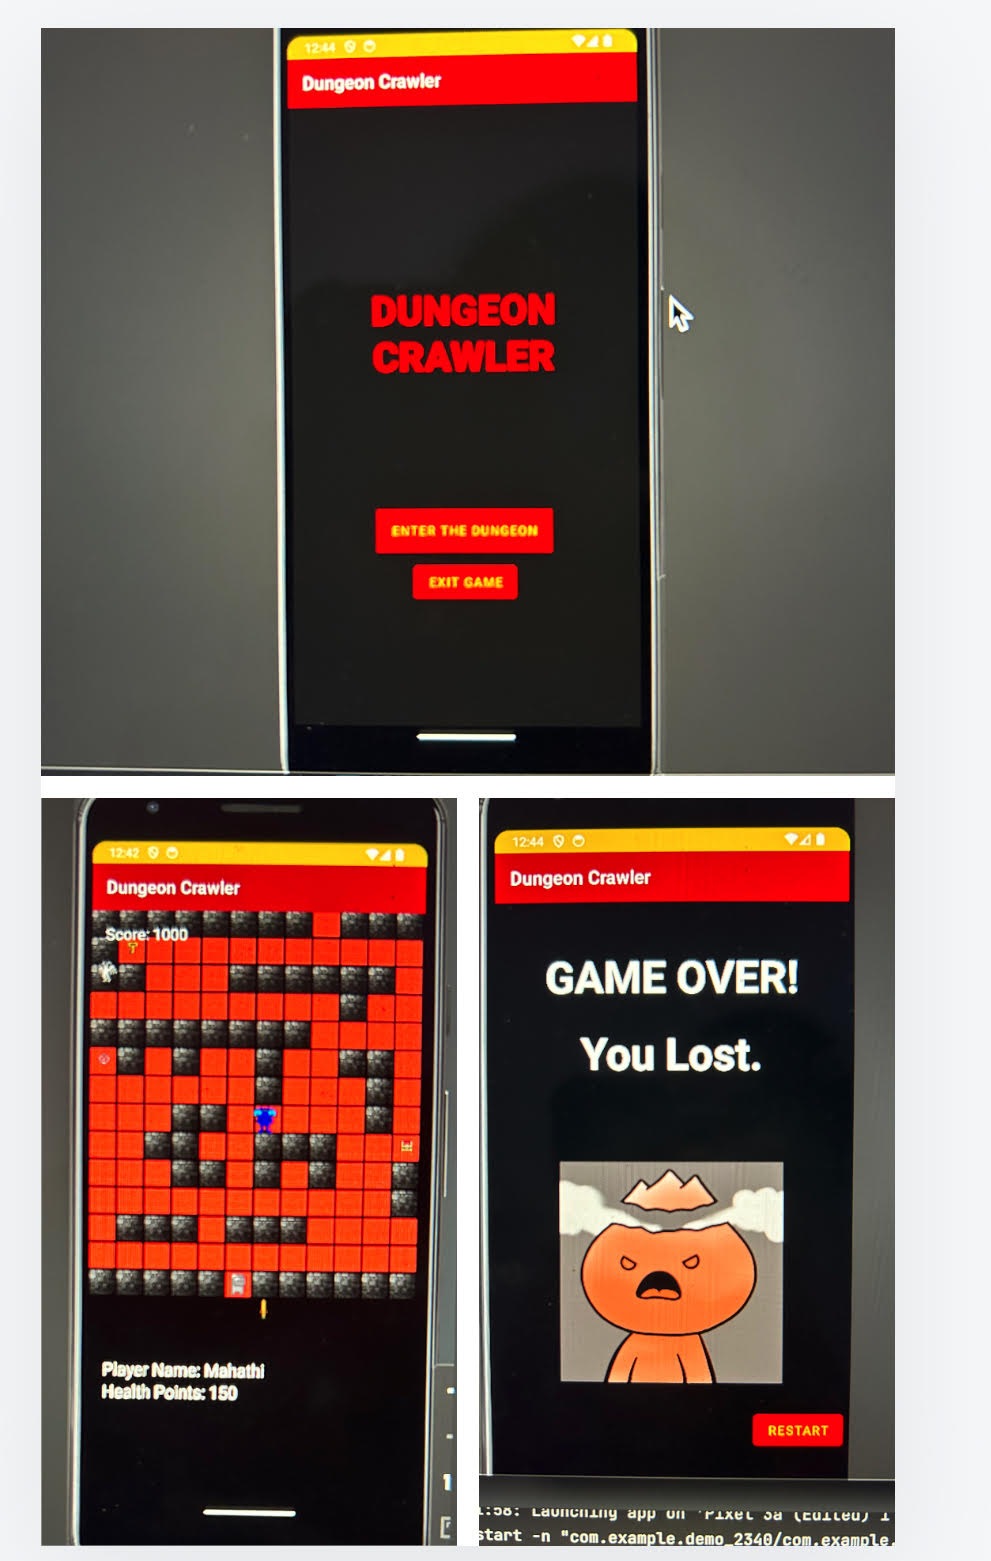 12:44
Dungeon Crawler
DUNGEON
CRAWLER
ENTER THE DUNGEON
EXIT GAME
12:42
Dungeon Crawler
Score: 1000
Player Name: Mahathi
Health Points: 150
12:44
Dungeon Crawler
GAME OVER!
You Lost.
RESTART
:58: Launching app on 'Pixel 3a (Edited)
start -n "com.example.demo_2340/com.example.